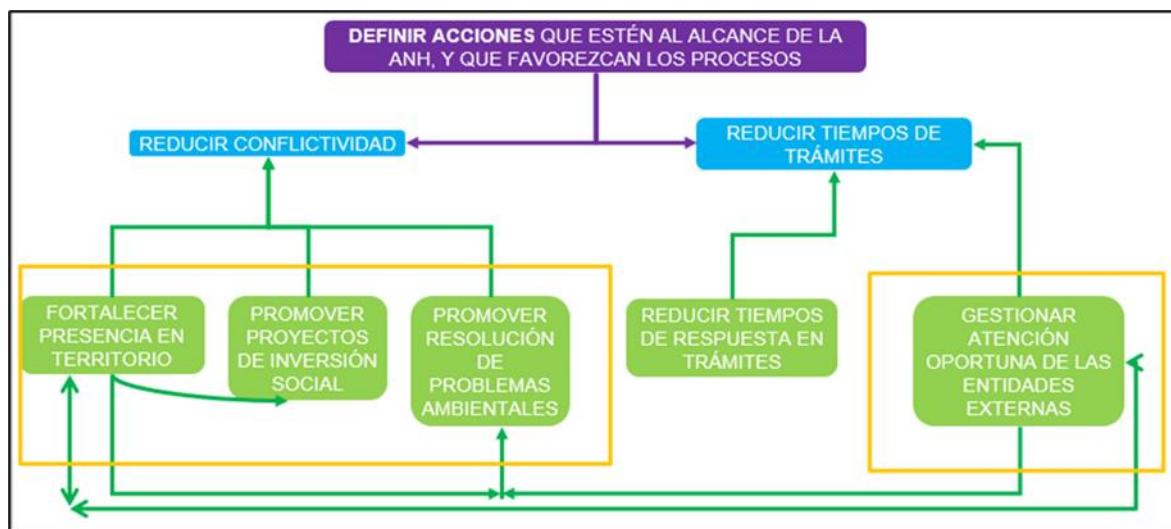 DEFINIR ACCIONES QUE ESTÉN AL ALCANCE DE LA
ANH, Y QUE FAVOREZCAN LOS PROCESOS
REDUCIR CONFLICTIVIDAD
REDUCIR TIEMPOS DE
TRÁMITES
FORTALECER
PRESENCIA EN
TERRITORIO
PROMOVER
PROYECTOS
DE INVERSIÓN
SOCIAL
PROMOVER
RESOLUCIÓN
DE
PROBLEMAS
AMBIENTALES
REDUCIR TIEMPOS
DE RESPUESTA EN
TRÁMITES
GESTIONAR
ATENCIÓN
OPORTUNA DE LAS
ENTIDADES
EXTERNAS